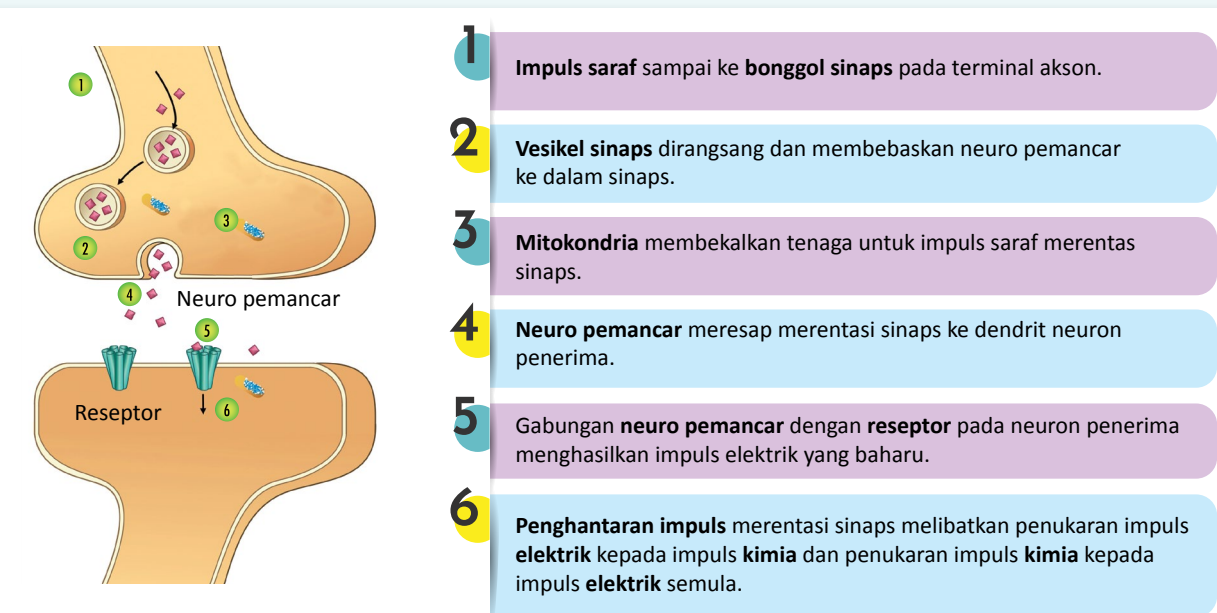 1
2
3
4
Neuro pemancar
5
Reseptor
6
1
Impuls saraf sampai ke bonggol sinaps pada terminal akson.
2
Vesikel sinaps dirangsang dan membebaskan neuro pemancar
ke dalam sinaps.
3
Mitokondria membekalkan tenaga untuk impuls saraf merentas
sinaps.
4
Neuro pemancar meresap merentasi sinaps ke dendrit neuron
penerima.
5
Gabungan neuro pemancar dengan reseptor pada neuron penerima
menghasilkan impuls elektrik yang baharu.
6
Penghantaran impuls merentasi sinaps melibatkan penukaran impuls
elektrik kepada impuls kimia dan penukaran impuls kimia kepada
impuls elektrik semula.